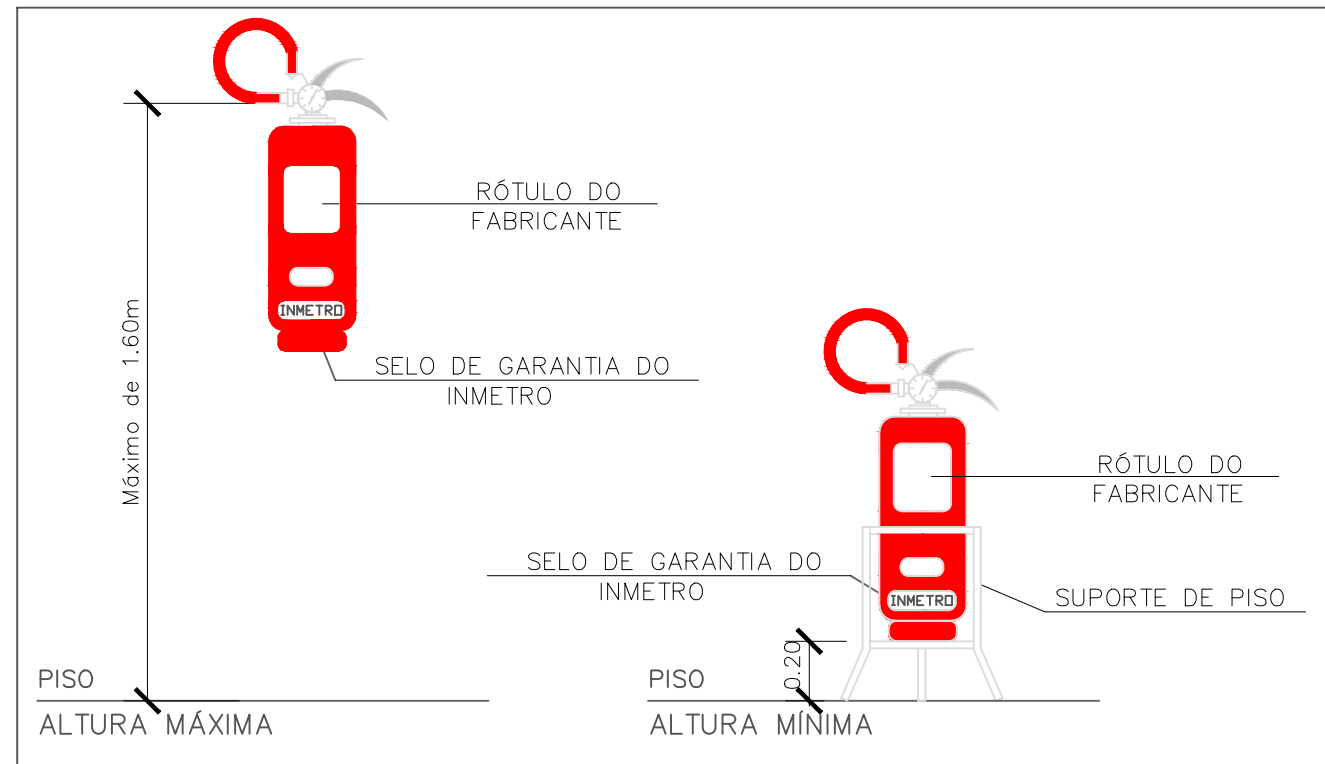 RÓTULO DO
FABRICANTE
INMETRO
SELO DE GARANTIA DO
INMETRO
Máximo de 1.60m
PISO
ALTURA MÁXIMA
RÓTULO DO
FABRICANTE
SELO DE GARANTIA DO
INMETRO
INMETRO
SUPORTE DE PISO
0.20
PISO
ALTURA MÍNIMA